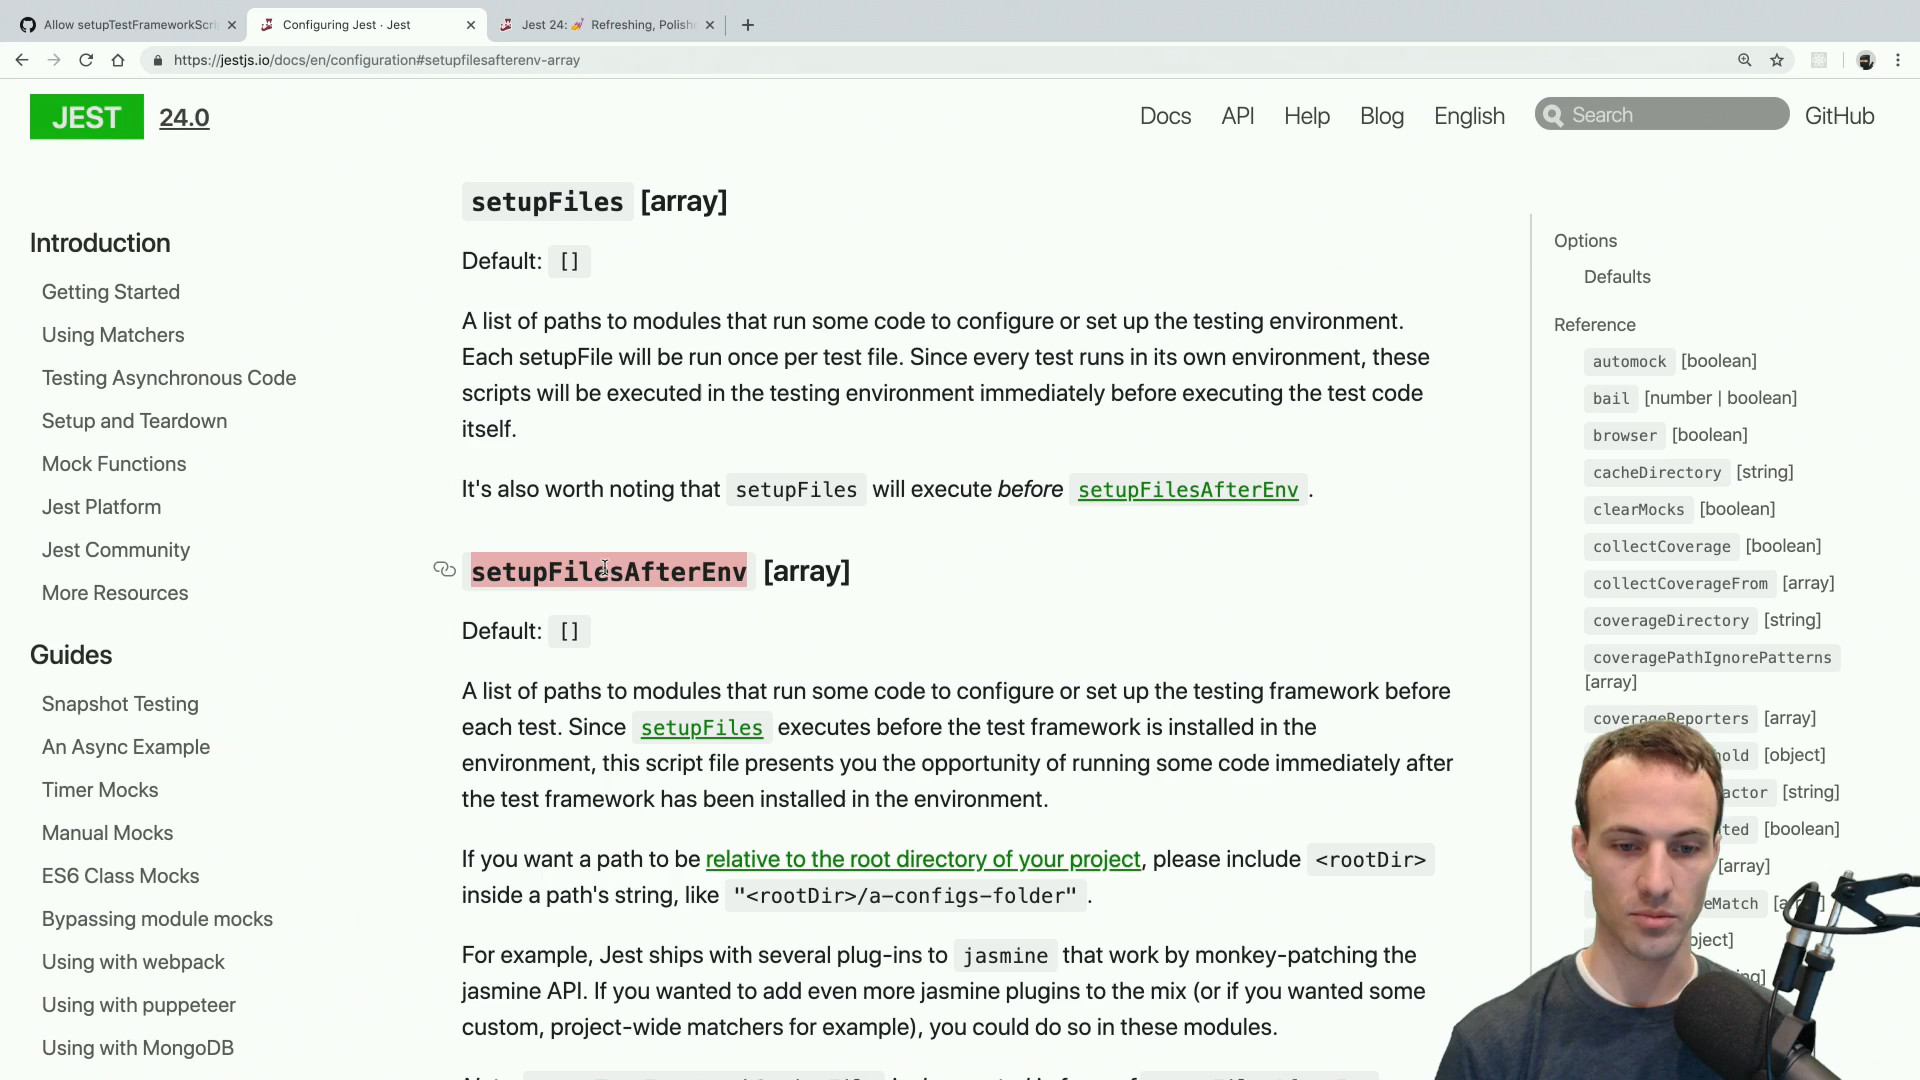 Allow setupTestFrameworkScri
Configuring Jest · Jest
Jest 24: 💅 Refreshing, Polish
https://jestjs.io/docs/en/configuration#setupfilesafterenv-array
JEST 24.0
Docs API Help Blog English Search GitHub
Introduction
Getting Started
Using Matchers
Testing Asynchronous Code
Setup and Teardown
Mock Functions
Jest Platform
Jest Community
More Resources
Guides
Snapshot Testing
An Async Example
Timer Mocks
Manual Mocks
ES6 Class Mocks
Bypassing module mocks
Using with webpack
Using with puppeteer
Using with MongoDB
setupFiles [array]
Default: []
A list of paths to modules that run some code to configure or set up the testing environment.
Each setupFile will be run once per test file. Since every test runs in its own environment, these
scripts will be executed in the testing environment immediately before executing the test code
itself.
It's also worth noting that setupFiles will execute before setupFilesAfterEnv .
setupFilesAfterEnv [array]
Default: []
A list of paths to modules that run some code to configure or set up the testing framework before
each test. Since setupFiles executes before the test framework is installed in the
environment, this script file presents you the opportunity of running some code immediately after
the test framework has been installed in the environment.
If you want a path to be relative to the root directory of your project, please include <rootDir>
inside a path's string, like "<rootDir>/a-configs-folder" .
For example, Jest ships with several plug-ins to jasmine that work by monkey-patching the
jasmine API. If you wanted to add even more jasmine plugins to the mix (or if you wanted some
custom, project-wide matchers for example), you could do so in these modules.
Options
Defaults
Reference
automock [boolean]
bail [number | boolean]
browser [boolean]
cacheDirectory [string]
clearMocks [boolean]
collectCoverage [boolean]
collectCoverageFrom [array]
coverageDirectory [string]
coveragePathIgnorePatterns
[array]
coverageReporters [array]
old [object]
actor [string]
ted [boolean]
[array]
eMatch
bject]